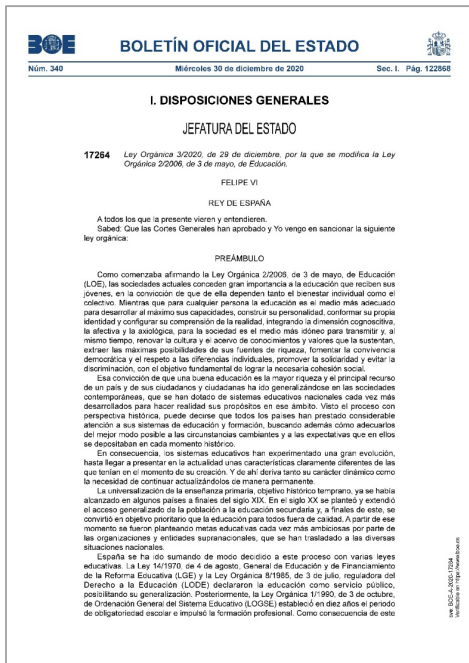 BOE
BOLETÍN OFICIAL DEL ESTADO
Núm. 340
Miércoles 30 de diciembre de 2020
Sec. I. Pág. 122868
I. DISPOSICIONES GENERALES
JEFATURA DEL ESTADO
17264
Ley Orgánica 3/2020, de 29 de diciembre, por la que se modifica la Ley
Orgánica 2/2006, de 3 de mayo, de Educación.
FELIPE VI
REY DE ESPAÑA
A todos los que la presente vieren y entendieren.
Sabed: Que las Cortes Generales han aprobado y Yo vengo en sancionar la siguiente
ley orgánica:
PREÁMBULO
Como comenzaba afirmando la Ley Orgánica 2/2006, de 3 de mayo, de Educación
(LOE), las sociedades actuales conceden gran importancia a la educación que reciben sus
jóvenes, en la convicción de que de ella dependen tanto el bienestar individual como el
colectivo. Mientras que para cualquier persona la educación es el medio más adecuado
para desarrollar al máximo sus capacidades, construir su personalidad, conformar su propia
identidad y configurar su comprensión de la realidad, integrando la dimensión cognoscitiva,
la afectiva y la axiológica, para la sociedad es el medio más idóneo para transmitir y, al
mismo tiempo, renovar la cultura y el acervo de conocimientos y valores que la sustentan,
extraer las máximas posibilidades de sus fuentes de riqueza, fomentar la convivencia
democrática y el respeto a las diferencias individuales, promover la solidaridad y evitar la
discriminación, con el objetivo fundamental de lograr la necesaria cohesión social.
Esa convicción de que una buena educación es la mayor riqueza y el principal recurso
de un país y de sus ciudadanos y ciudadanas ha ido generalizándose en las sociedades
contemporáneas, que se han dotado de sistemas educativos nacionales cada vez más
desarrollados para hacer realidad sus propósitos en ese ámbito. Visto el proceso con
perspectiva histórica, puede decirse que todos los países han prestado considerable
atención a sus sistemas de educación y formación, buscando además cómo adecuarlos
del mejor modo posible a las circunstancias cambiantes y a las expectativas que en ellos
se depositaban en cada momento histórico.
En consecuencia, los sistemas educativos han experimentado una gran evolución,
hasta llegar a presentar en la actualidad unas características claramente diferentes de las
que tenían en el momento de su creación. Y de ahí deriva tanto su carácter dinámico como
la necesidad de continuar actualizándolos de manera permanente.
La universalización de la enseñanza primaria, objetivo histórico temprano, ya se había
alcanzado en algunos países a finales del siglo XIX. En el siglo XX se planteó y extendió
el acceso generalizado de la población a la educación secundaria y, a finales de este, se
convirtió en objetivo prioritario que la educación para todos fuera de calidad. A partir de ese
momento se fueron planteando metas educativas cada vez más ambiciosas por parte de
las organizaciones y entidades supranacionales, que se han trasladado a las diversas
situaciones nacionales.
España se ha ido sumando de modo decidido a este proceso con varias leyes
educativas. La Ley 14/1970, de 4 de agosto, General de Educación y de Financiamiento
de la Reforma Educativa (LGE) y la Ley Orgánica 8/1985, de 3 de julio, reguladora del
Derecho a la Educación (LODE) declararon la educación como servicio público,
posibilitando su generalización. Posteriormente, la Ley Orgánica 1/1990, de 3 de octubre,
de Ordenación General del Sistema Educativo (LOGSE) estableció en diez años el periodo
de obligatoriedad escolar e impulsó la formación profesional. Como consecuencia de este
cve: BOE-A-2020-17264
Verificable en https://www.boe.es